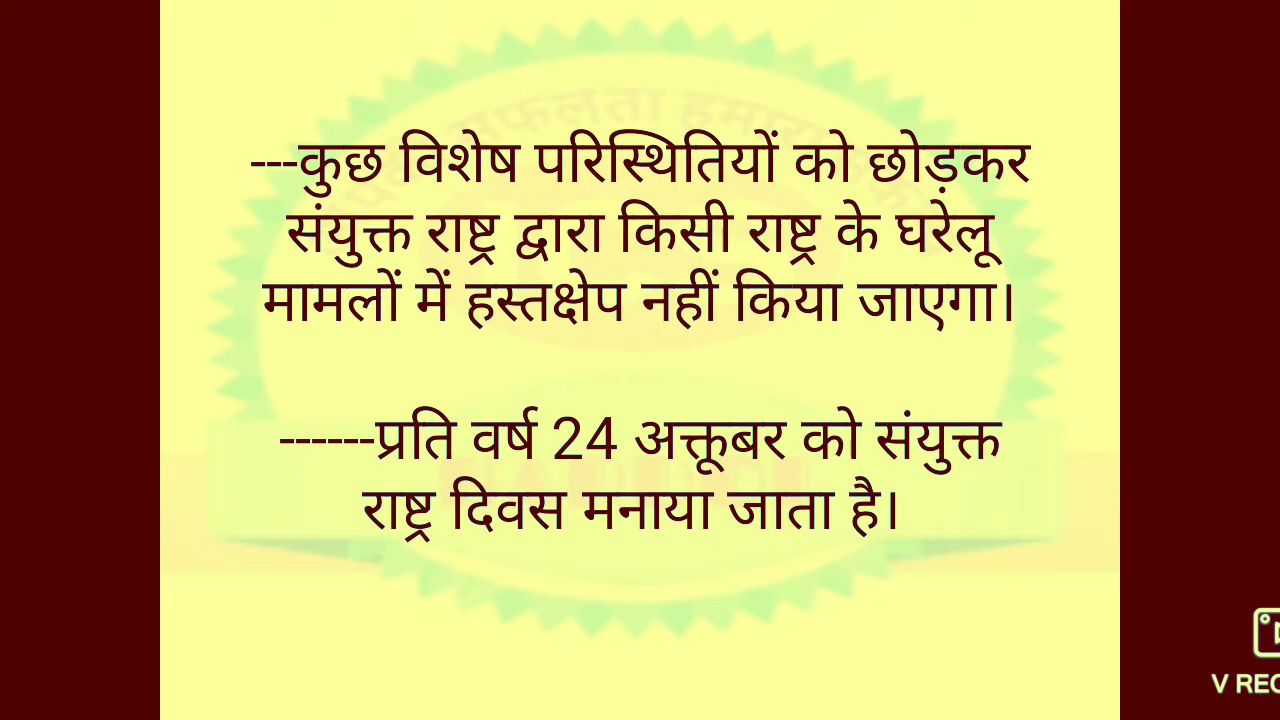 ---कुछ विशेष परिस्थितियों को छोड़कर
संयुक्त राष्ट्र द्वारा किसी राष्ट्र के घरेलू
मामलों में हस्तक्षेप नहीं किया जाएगा।
------प्रति वर्ष 24 अक्तूबर को संयुक्त
राष्ट्र दिवस मनाया जाता है।
V REC